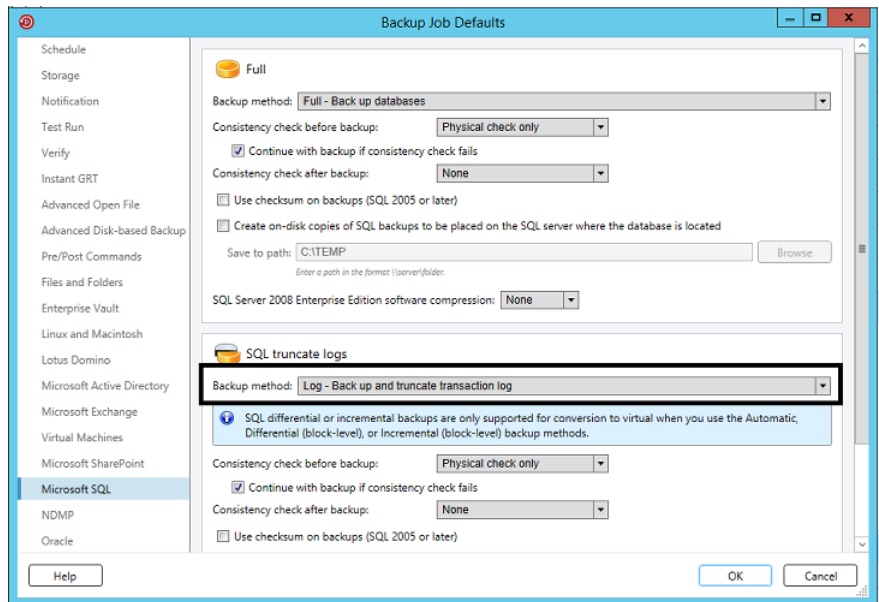 Backup Job Defaults
Schedule
Storage
Notification
Test Run
Verify
Instant GRT
Advanced Open File
Advanced Disk-based Backup
Pre/Post Commands
Files and Folders
Enterprise Vault
Linux and Macintosh
Lotus Domino
Microsoft Active Directory
Microsoft Exchange
Virtual Machines
Microsoft SharePoint
Microsoft SQL
NDMP
Oracle
Full
Backup method: Full - Back up databases
Consistency check before backup: Physical check only
Continue with backup if consistency check fails
Consistency check after backup: None
Use checksum on backups (SQL 2005 or later)
Create on-disk copies of SQL backups to be placed on the SQL server where the database is located
Save to path: C:\TEMP Browse
Enter a path in the format \\server\folder.
SQL Server 2008 Enterprise Edition software compression: None
SQL truncate logs
Backup method: Log - Back up and truncate transaction log
SQL differential or incremental backups are only supported for conversion to virtual when you use the Automatic,
Differential (block-level), or Incremental (block-level) backup methods.
Consistency check before backup: Physical check only
Continue with backup if consistency check fails
Consistency check after backup: None
Use checksum on backups (SQL 2005 or later)
Help OK Cancel